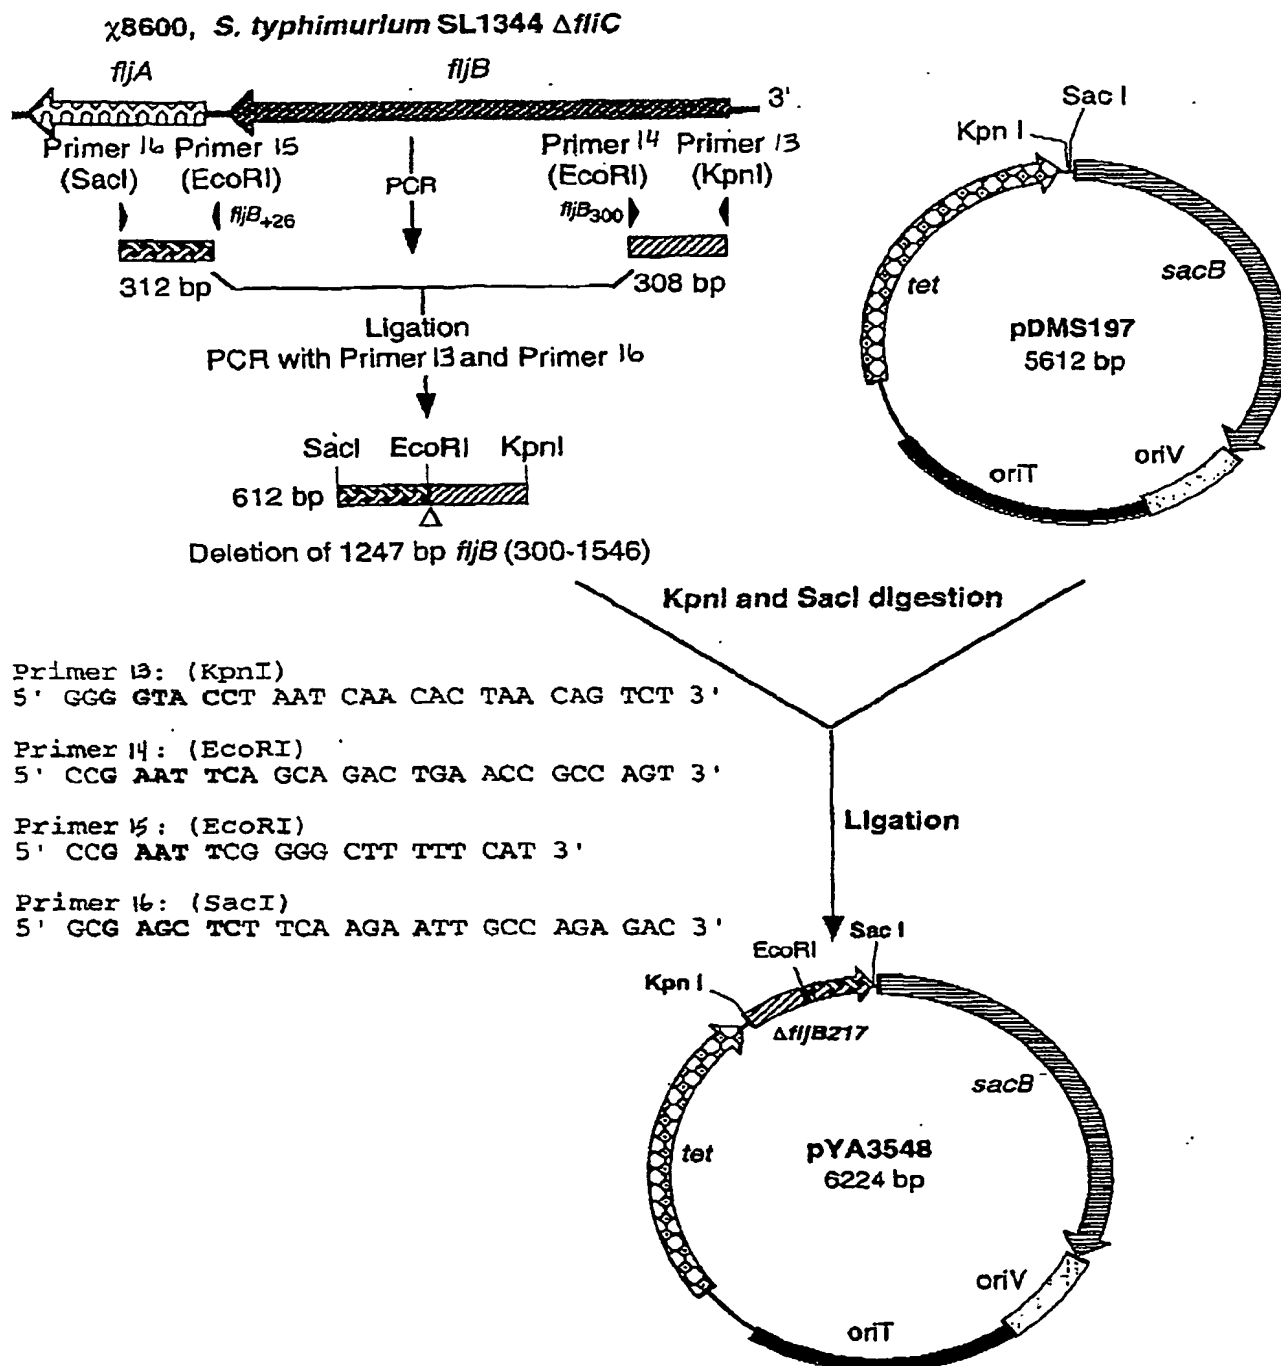 χ8600, S. typhimurium SL1344 ΔfliC
fljA
fljB
3'
Primer 16 (SacI)
Primer 15 (EcoRI)
Primer 14 (EcoRI)
Primer 13 (KpnI)
PCR
fljB+26
fljB300
312 bp
308 bp
Ligation
PCR with Primer 13 and Primer 16
SacI EcoRI KpnI
612 bp
Δ
Deletion of 1247 bp fljB (300-1546)
Sac I
Kpn I
tet
sacB
pDMS197
5612 bp
oriT
oriV
KpnI and SacI digestion
Primer 13: (KpnI)
5' GGG GTA CCT AAT CAA CAC TAA CAG TCT 3'
Primer 14: (EcoRI)
5' CCG AAT TCA GCA GAC TGA ACC GCC AGT 3'
Primer 15: (EcoRI)
5' CCG AAT TCG GGG CTT TTT CAT 3'
Primer 16: (SacI)
5' GCG AGC TCT TCA AGA ATT GCC AGA GAC 3'
Ligation
EcoRI
Sac I
Kpn I
ΔfljB217
tet
sacB
pYA3548
6224 bp
oriV
oriT